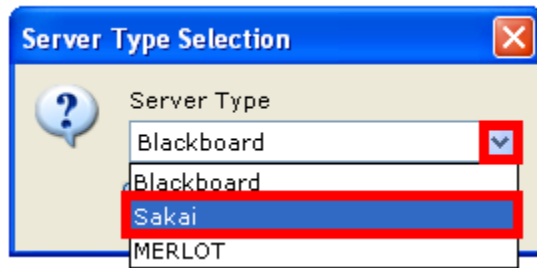 Server Type Selection
Server Type
Blackboard
Blackboard
Sakai
MERLOT